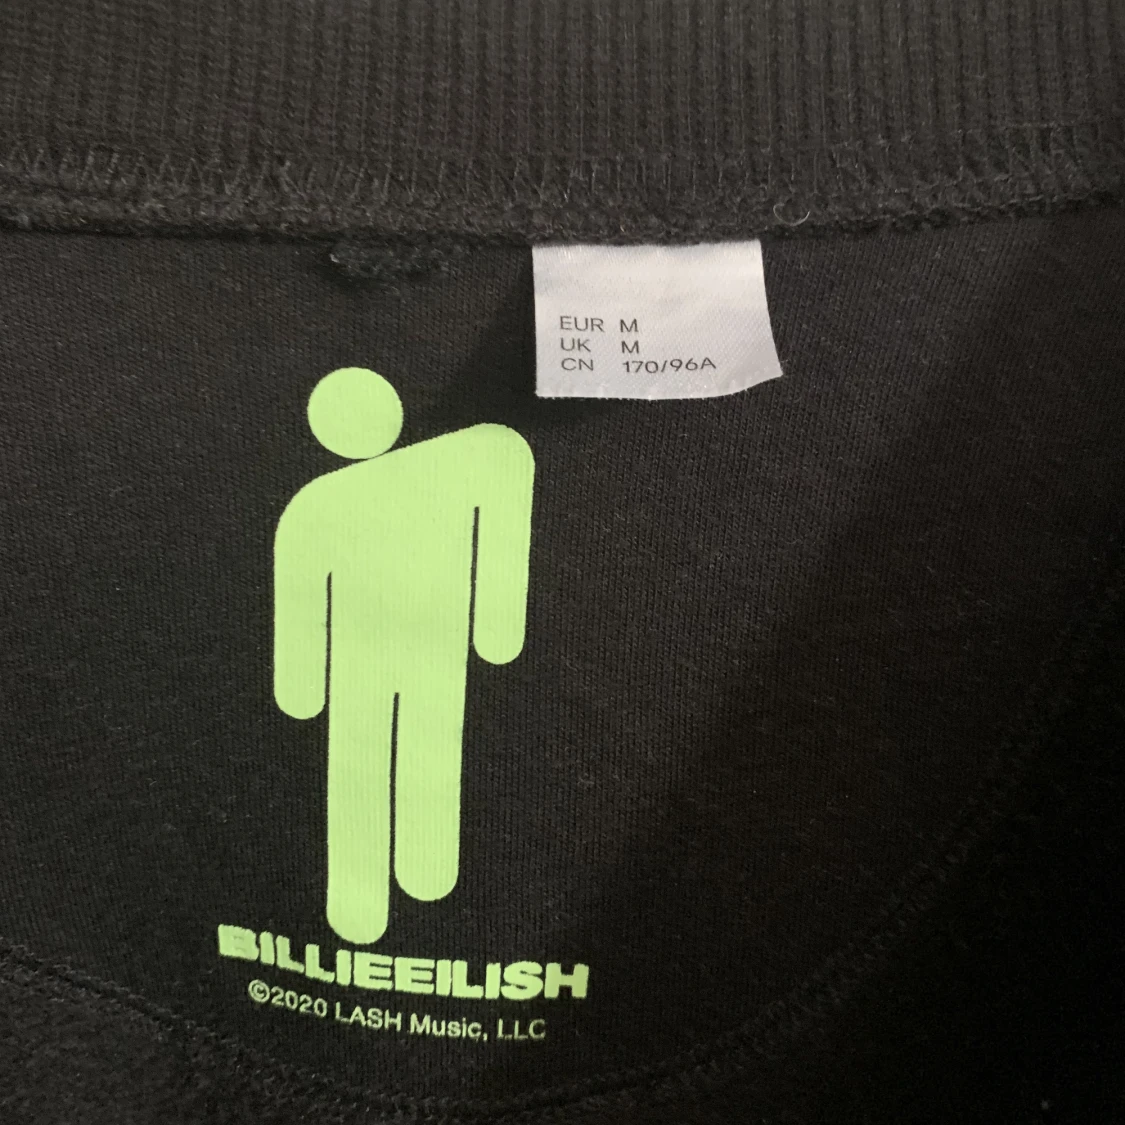 EUR M
UK M
CN 170/96A
BILLIEEILISH
©2020 LASH Music, LLC